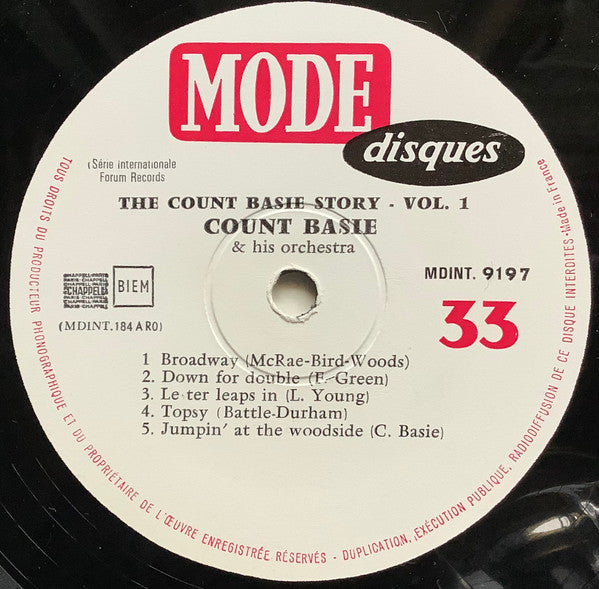 MODE
disques
(Série internationale
Forum Records
THE COUNT BASIE STORY - VOL. 1
COUNT BASIE
& his orchestra
CHAPPELL-PARIS
CHAPPELL
BIEM
MDINT. 9197
(MDINT.184 A RO)
33
1 Broadway (McRae-Bird-Woods)
2. Down for double (F. Green)
3. Le ter leaps in (L. Young)
4. Topsy (Battle-Durham)
5. Jumpin' at the woodside (C. Basie)
TOUS DROITS DU PRODUCTEUR PHONOGRAPHIQUE ET DU PROPRIÉTAIRE DE L'ŒUVRE ENREGISTRÉE RÉSERVÉS - DUPLICATION, EXÉCUTION PUBLIQUE, RADIODIFFUSION DE CE DISQUE INTERDITES - Made in France